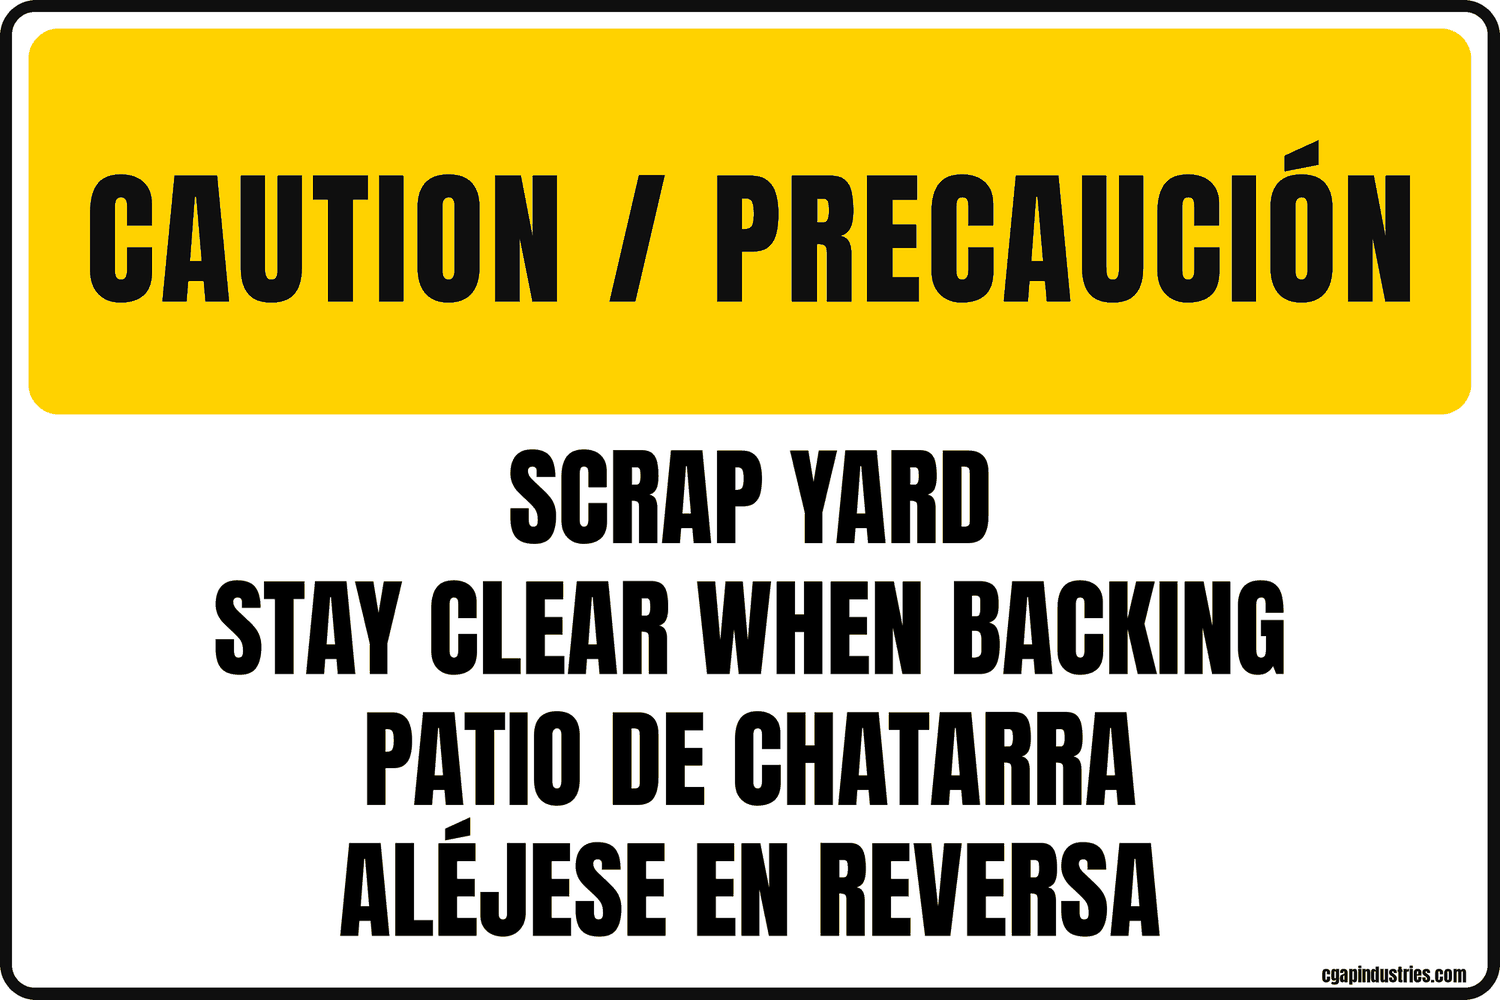 CAUTION / PRECAUCIÓN
SCRAP YARD
STAY CLEAR WHEN BACKING
PATIO DE CHATARRA
ALÉJESE EN REVERSA
cgapindustries.com